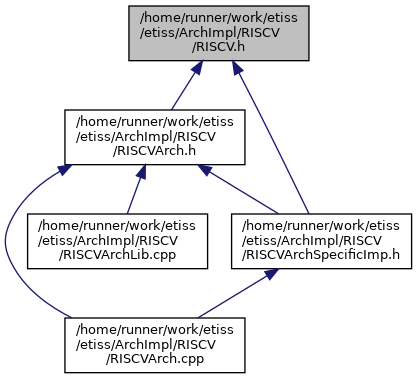 /home/runner/work/etiss
/etiss/ArchImpl/RISCV
/RISCV.h
/home/runner/work/etiss
/etiss/ArchImpl/RISCV
/RISCVArch.h
/home/runner/work/etiss
/etiss/ArchImpl/RISCV
/RISCVArchLib.cpp
/home/runner/work/etiss
/etiss/ArchImpl/RISCV
/RISCVArchSpecificImp.h
/home/runner/work/etiss
/etiss/ArchImpl/RISCV
/RISCVArch.cpp